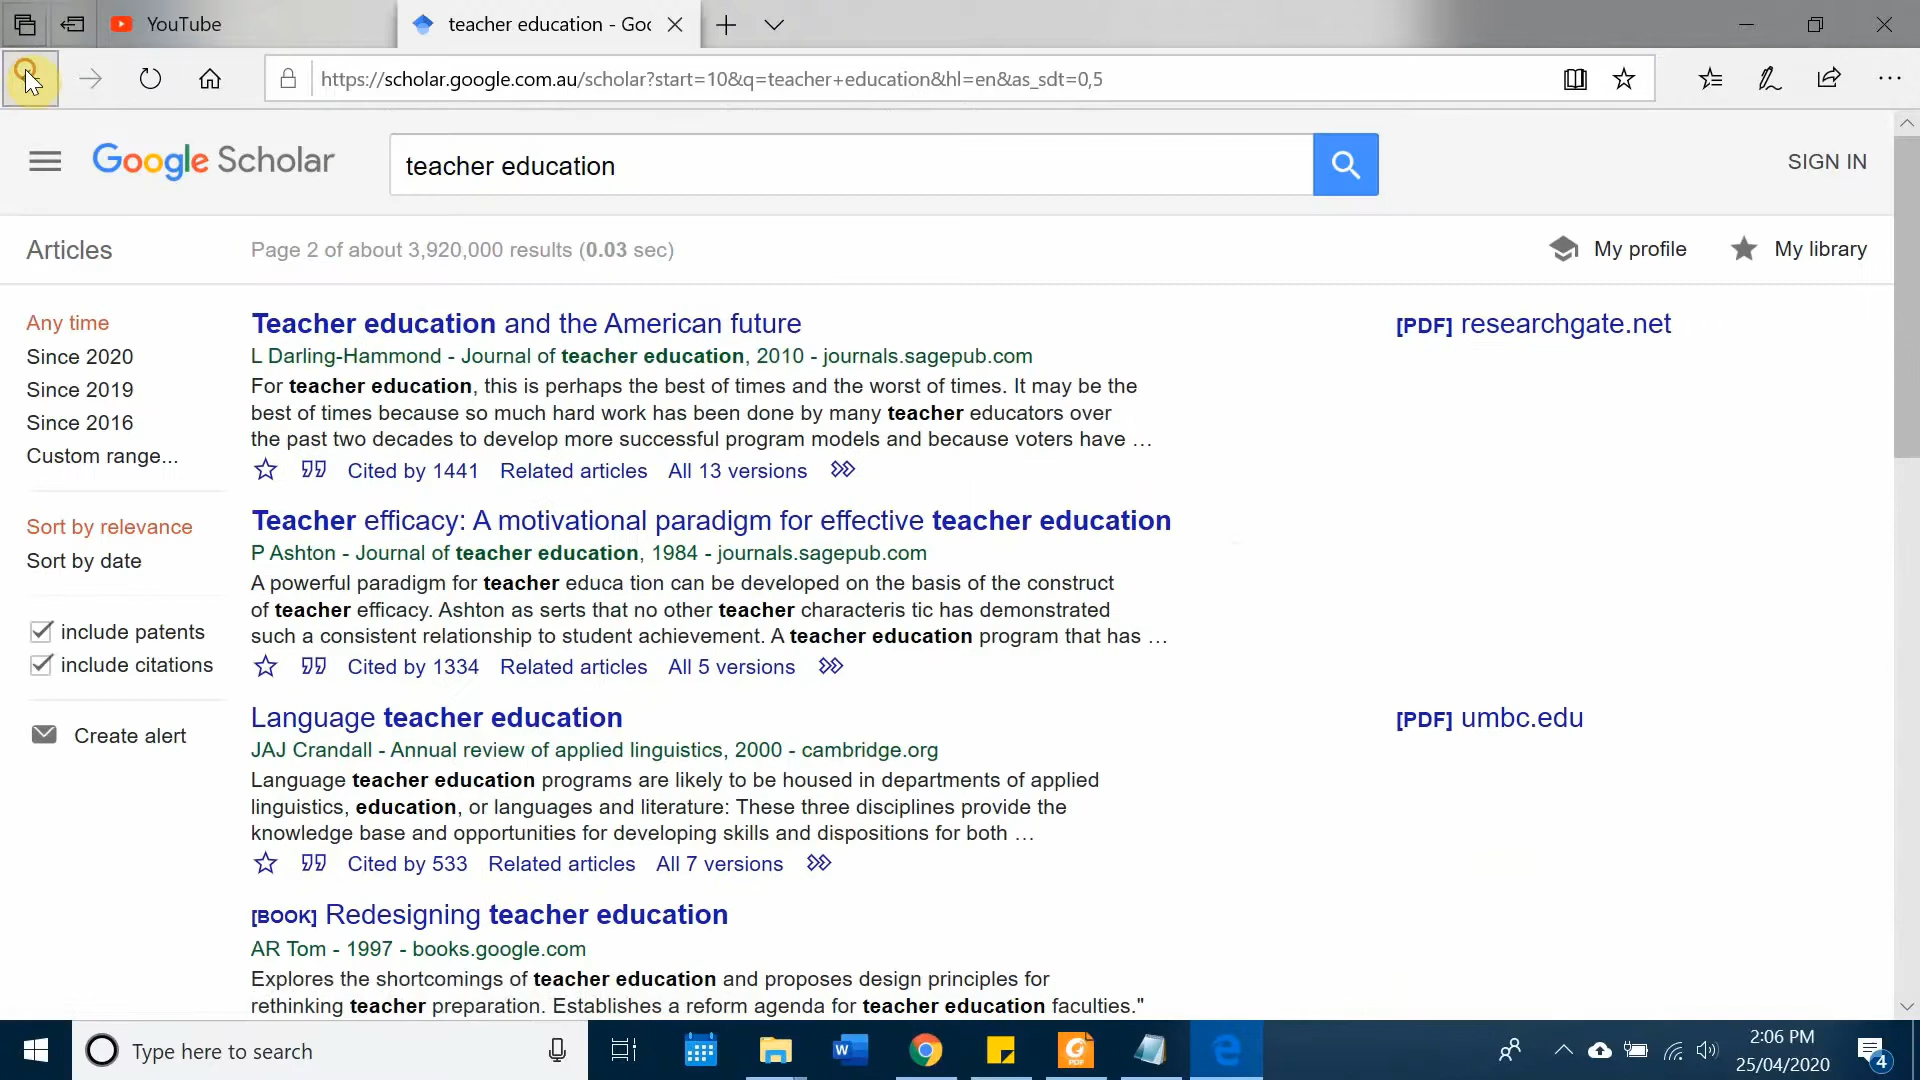 YouTube
teacher education - Goo
https://scholar.google.com.au/scholar?start=10&q=teacher+education&hl=en&as_sdt=0,5
Google Scholar
teacher education
SIGN IN
Articles
Page 2 of about 3,920,000 results (0.03 sec)
My profile
My library
Any time
Since 2020
Since 2019
Since 2016
Custom range...
Sort by relevance
Sort by date
include patents
include citations
Create alert
Teacher education and the American future
[PDF] researchgate.net
L Darling-Hammond - Journal of teacher education, 2010 - journals.sagepub.com
For teacher education, this is perhaps the best of times and the worst of times. It may be the
best of times because so much hard work has been done by many teacher educators over
the past two decades to develop more successful program models and because voters have …
Cited by 1441 Related articles All 13 versions
Teacher efficacy: A motivational paradigm for effective teacher education
P Ashton - Journal of teacher education, 1984 - journals.sagepub.com
A powerful paradigm for teacher educa tion can be developed on the basis of the construct
of teacher efficacy. Ashton as serts that no other teacher characteris tic has demonstrated
such a consistent relationship to student achievement. A teacher education program that has …
Cited by 1334 Related articles All 5 versions
Language teacher education
[PDF] umbc.edu
JAJ Crandall - Annual review of applied linguistics, 2000 - cambridge.org
Language teacher education programs are likely to be housed in departments of applied
linguistics, education, or languages and literature: These three disciplines provide the
knowledge base and opportunities for developing skills and dispositions for both …
Cited by 533 Related articles All 7 versions
[BOOK] Redesigning teacher education
AR Tom - 1997 - books.google.com
Explores the shortcomings of teacher education and proposes design principles for
rethinking teacher preparation. Establishes a reform agenda for teacher education faculties."
Type here to search
2:06 PM
25/04/2020
4